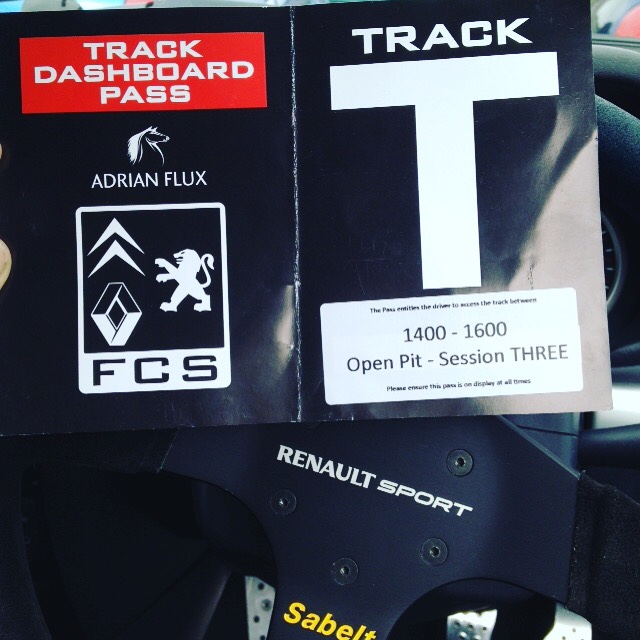 TRACK
DASHBOARD
PASS
ADRIAN FLUX
FCS
TRACK
T
The Pass entitles the driver to access the track between
1400 - 1600
Open Pit - Session THREE
Please ensure this pass is on display at all times
RENAULT SPORT
Sabelt